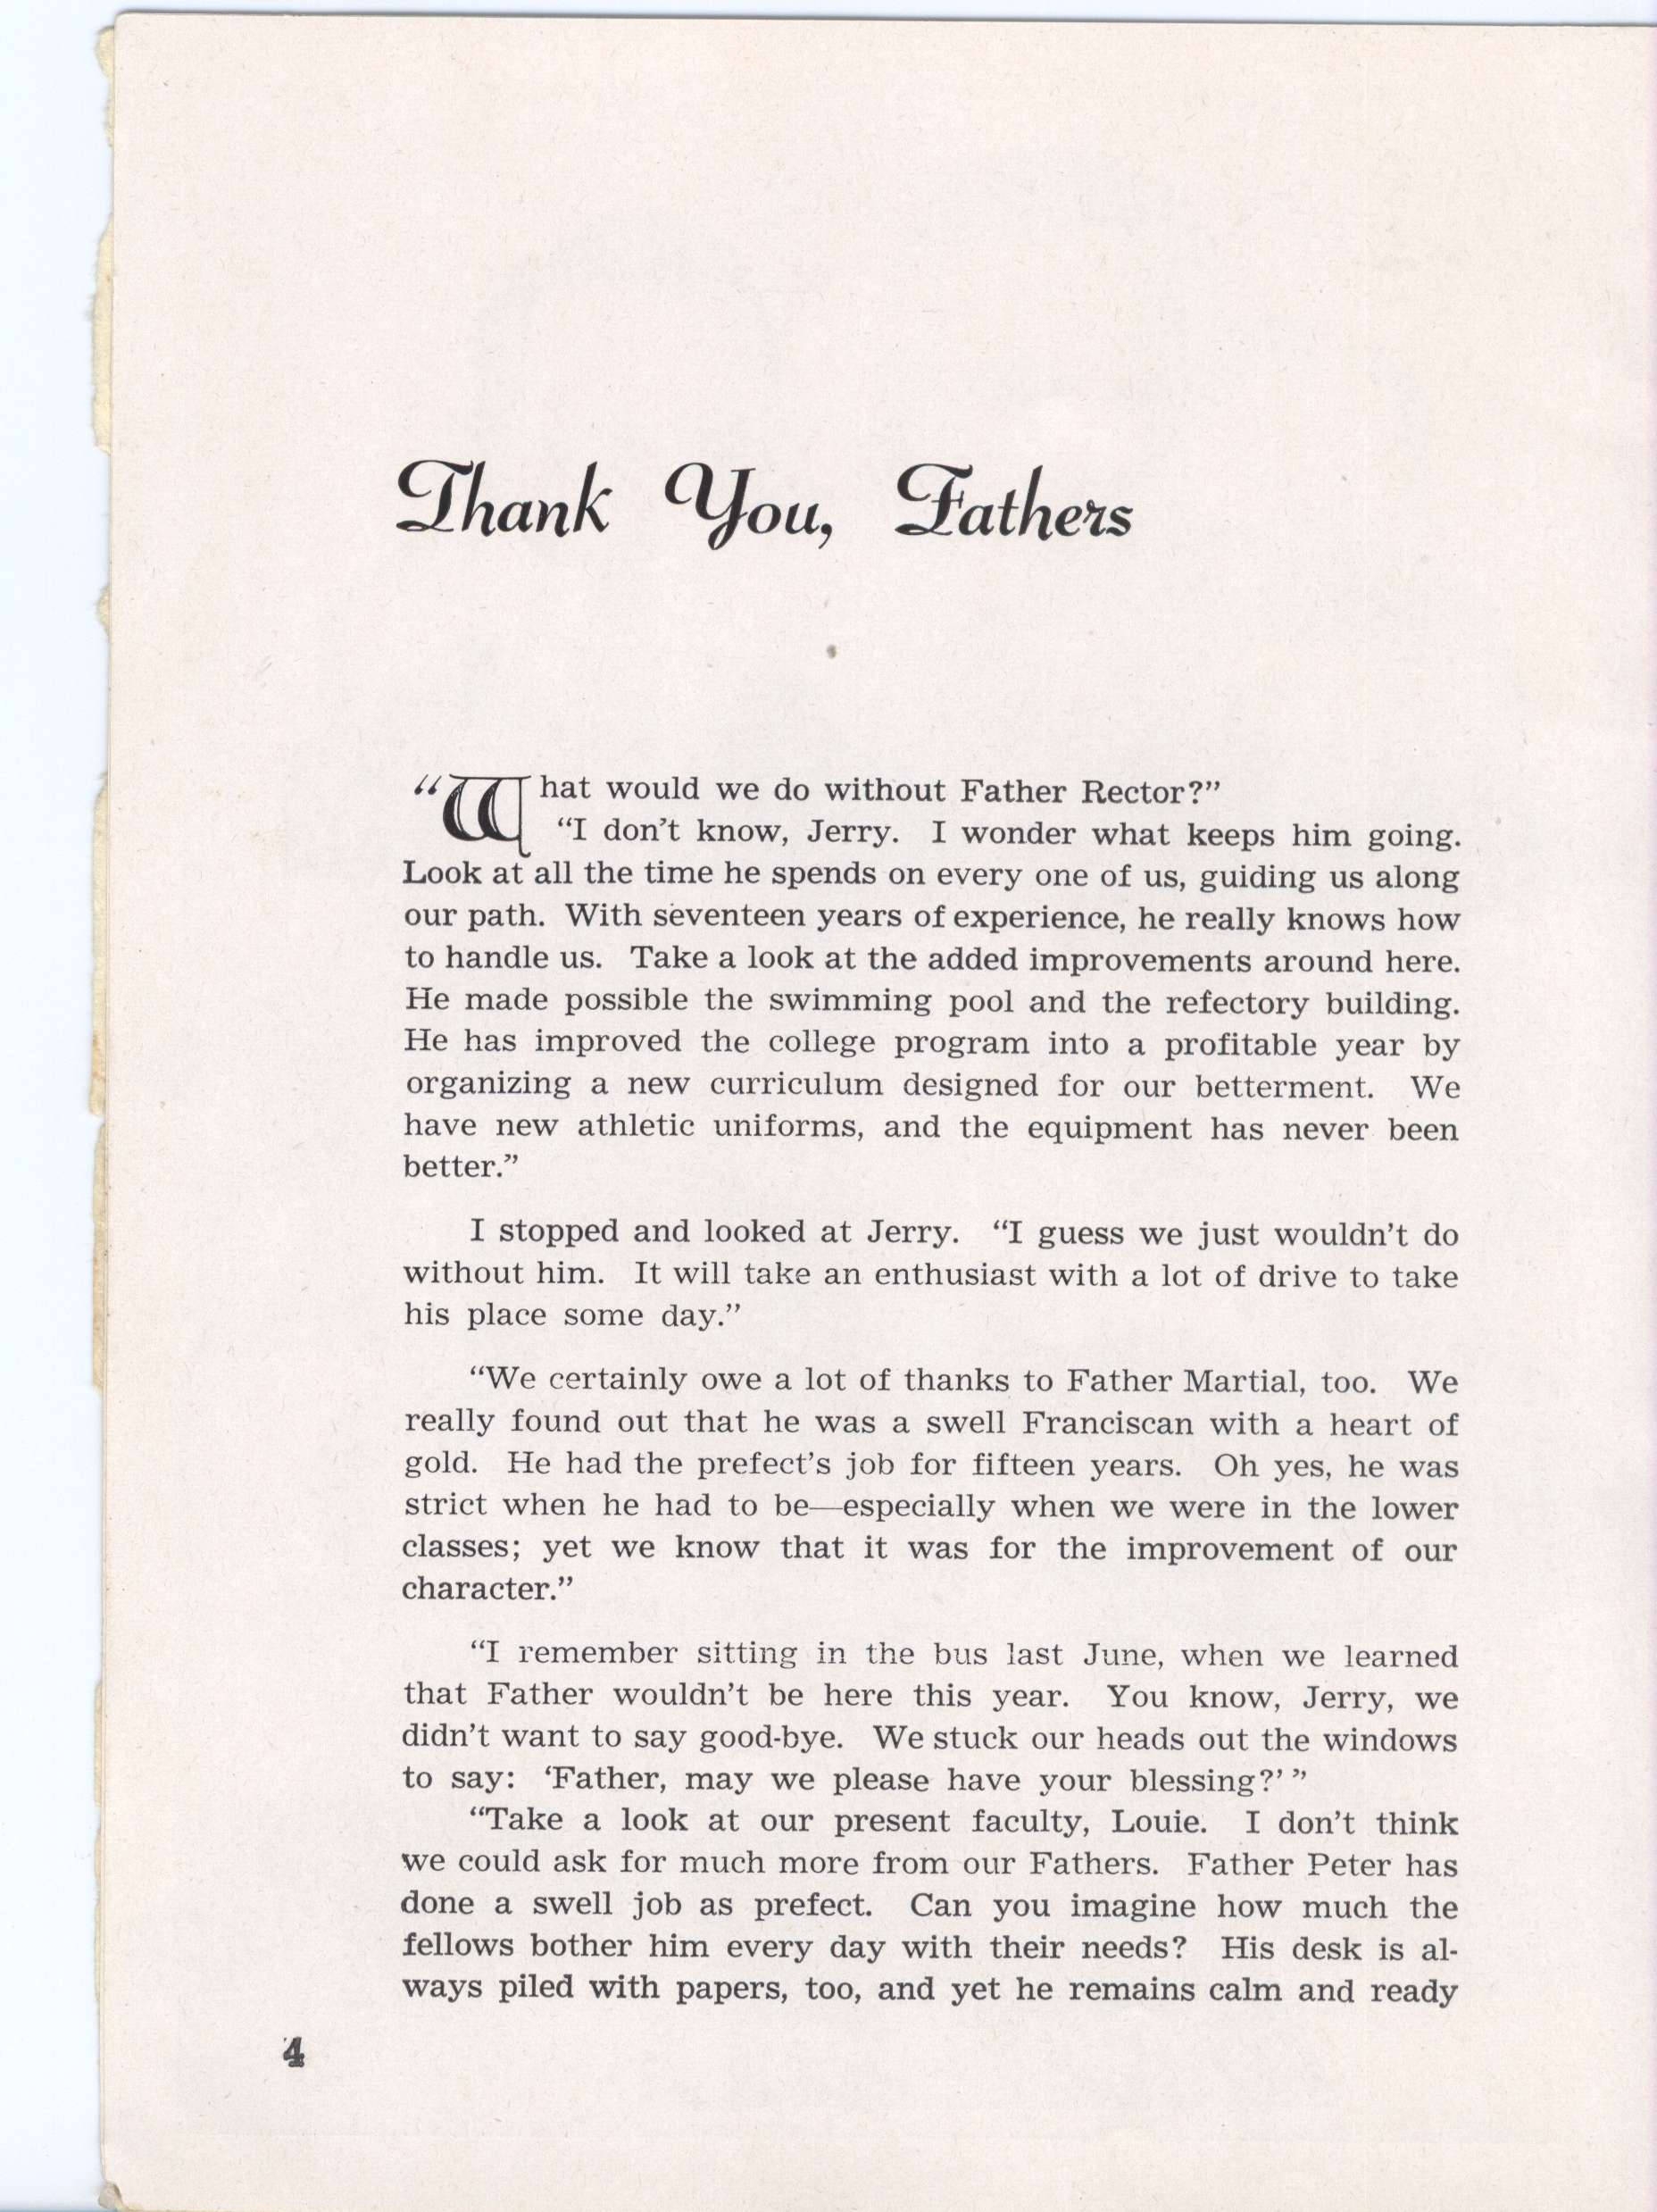 Thank You, Fathers
“What would we do without Father Rector?”
“I don’t know, Jerry. I wonder what keeps him going.
Look at all the time he spends on every one of us, guiding us along
our path. With seventeen years of experience, he really knows how
to handle us. Take a look at the added improvements around here.
He made possible the swimming pool and the refectory building.
He has improved the college program into a profitable year by
organizing a new curriculum designed for our betterment. We
have new athletic uniforms, and the equipment has never been
better.”
I stopped and looked at Jerry. “I guess we just wouldn’t do
without him. It will take an enthusiast with a lot of drive to take
his place some day.”
“We certainly owe a lot of thanks to Father Martial, too. We
really found out that he was a swell Franciscan with a heart of
gold. He had the prefect’s job for fifteen years. Oh yes, he was
strict when he had to be—especially when we were in the lower
classes; yet we know that it was for the improvement of our
character.”
“I remember sitting in the bus last June, when we learned
that Father wouldn’t be here this year. You know, Jerry, we
didn’t want to say good-bye. We stuck our heads out the windows
to say: ‘Father, may we please have your blessing?’ ”
“Take a look at our present faculty, Louie. I don’t think
we could ask for much more from our Fathers. Father Peter has
done a swell job as prefect. Can you imagine how much the
fellows bother him every day with their needs? His desk is al-
ways piled with papers, too, and yet he remains calm and ready
4